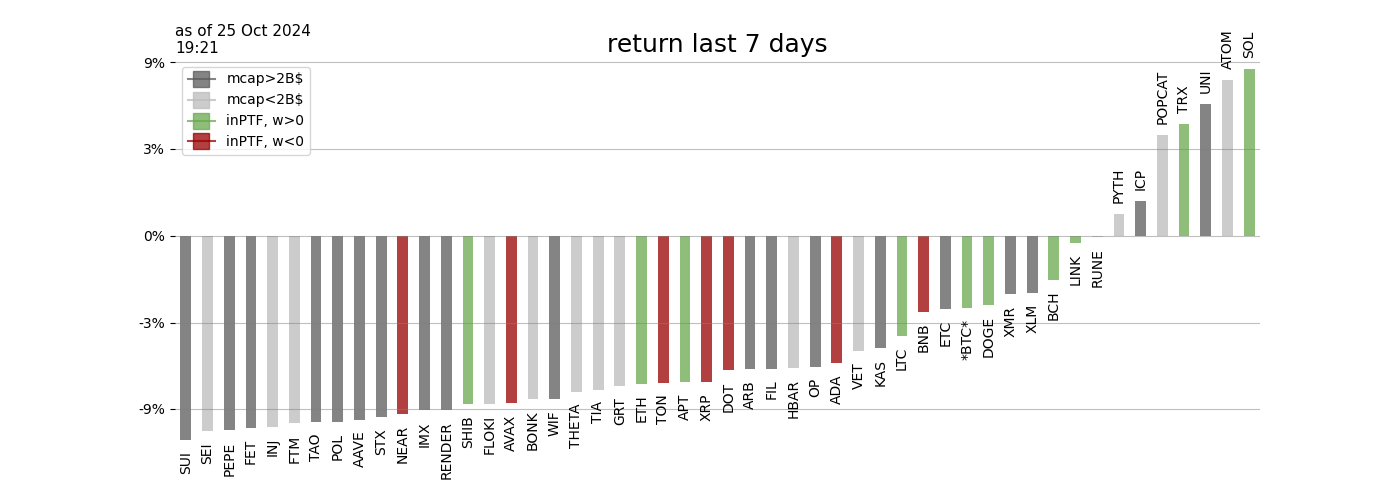 as of 25 Oct 2024
19:21
return last 7 days
9%
3%
0%
-3%
-9%
mcap>2B$
mcap<2B$
inPTF, w>0
inPTF, w<0
SUI
SEI
PEPE
FET
INJ
FTM
TAO
POL
AAVE
STX
NEAR
IMX
RENDER
SHIB
FLOKI
AVAX
BONK
WIF
THETA
TIA
GRT
ETH
TON
APT
XRP
DOT
ARB
FIL
HBAR
OP
ADA
VET
KAS
LTC
BNB
ETC
*BTC*
DOGE
XMR
XLM
BCH
LINK
RUNE
PYTH
ICP
POPCAT
TRX
UNI
ATOM
SOL